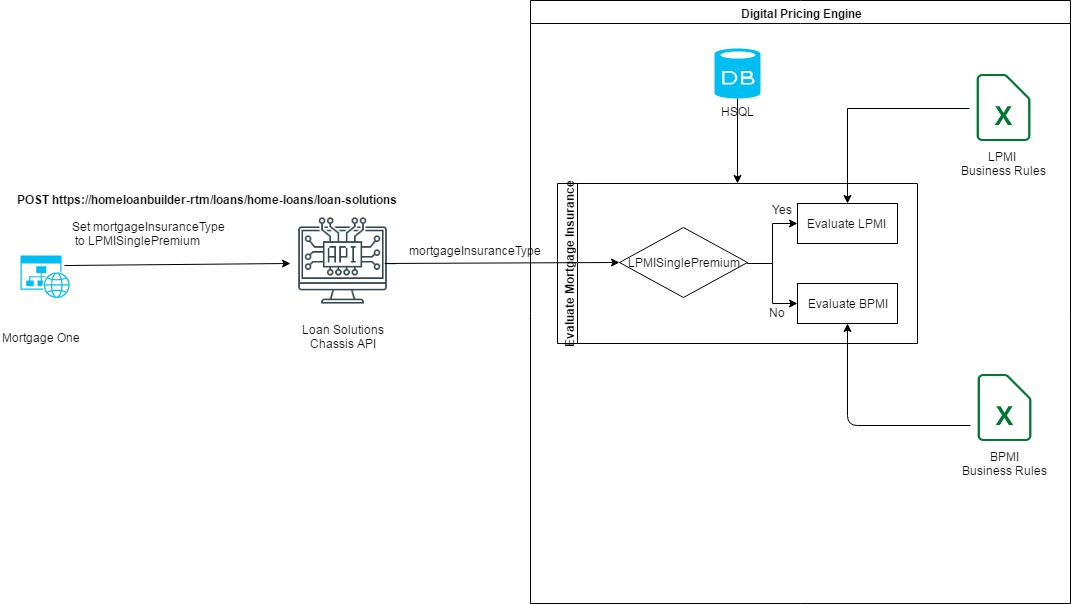 Digital Pricing Engine
DB
HSQL
X
LPMI
Business Rules
POST https://homeloanbuilder-rtm/loans/home-loans/loan-solutions
Set mortgageInsuranceType
to LPMISinglePremium
API
mortgageInsuranceType
Mortgage One
Loan Solutions
Chassis API
Evaluate Mortgage Insurance
LPMISinglePremium
Yes
Evaluate LPMI
No
Evaluate BPMI
X
BPMI
Business Rules